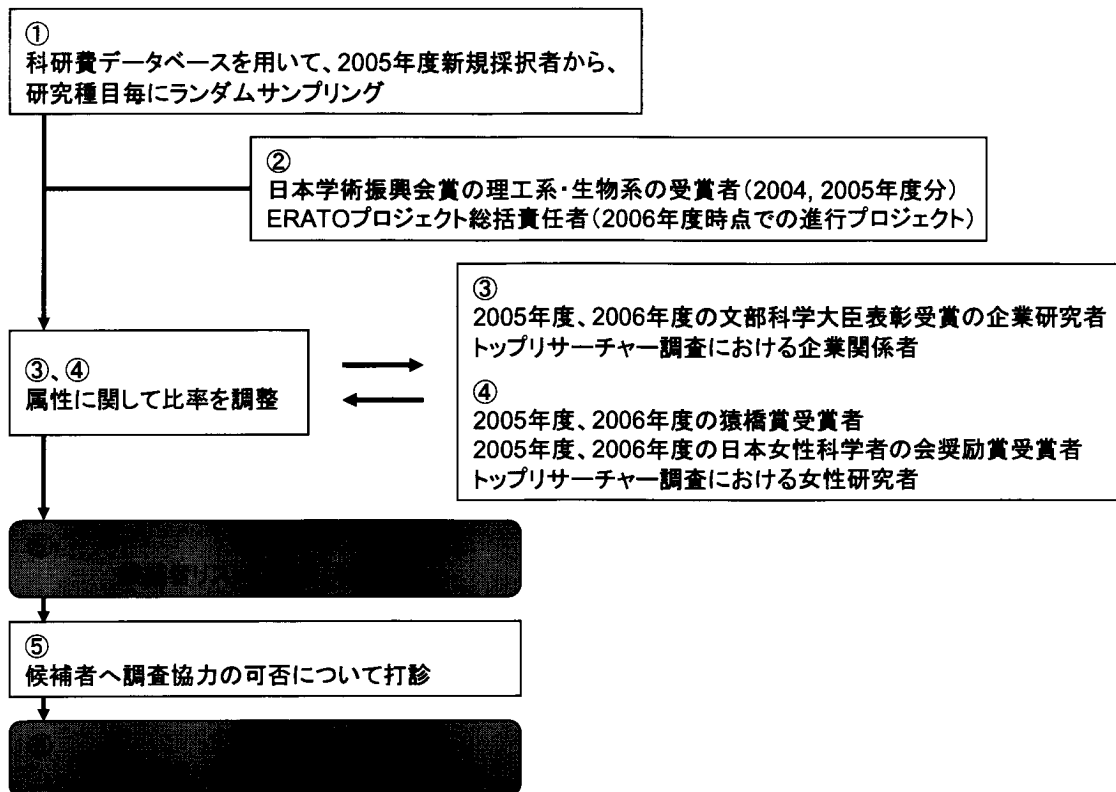 ①
科研費データベースを用いて、2005年度新規採択者から、
研究種目毎にランダムサンプリング
②
日本学術振興会賞の理工系・生物系の受賞者(2004, 2005年度分)
ERATOプロジェクト総括責任者(2006年度時点での進行プロジェクト)
③
2005年度、2006年度の文部科学大臣表彰受賞の企業研究者
トップリサーチャー調査における企業関係者
④
2005年度、2006年度の猿橋賞受賞者
2005年度、2006年度の日本女性科学者の会奨励賞受賞者
トップリサーチャー調査における女性研究者
③、④
属性に関して比率を調整
⑤
候補者へ調査協力の可否について打診